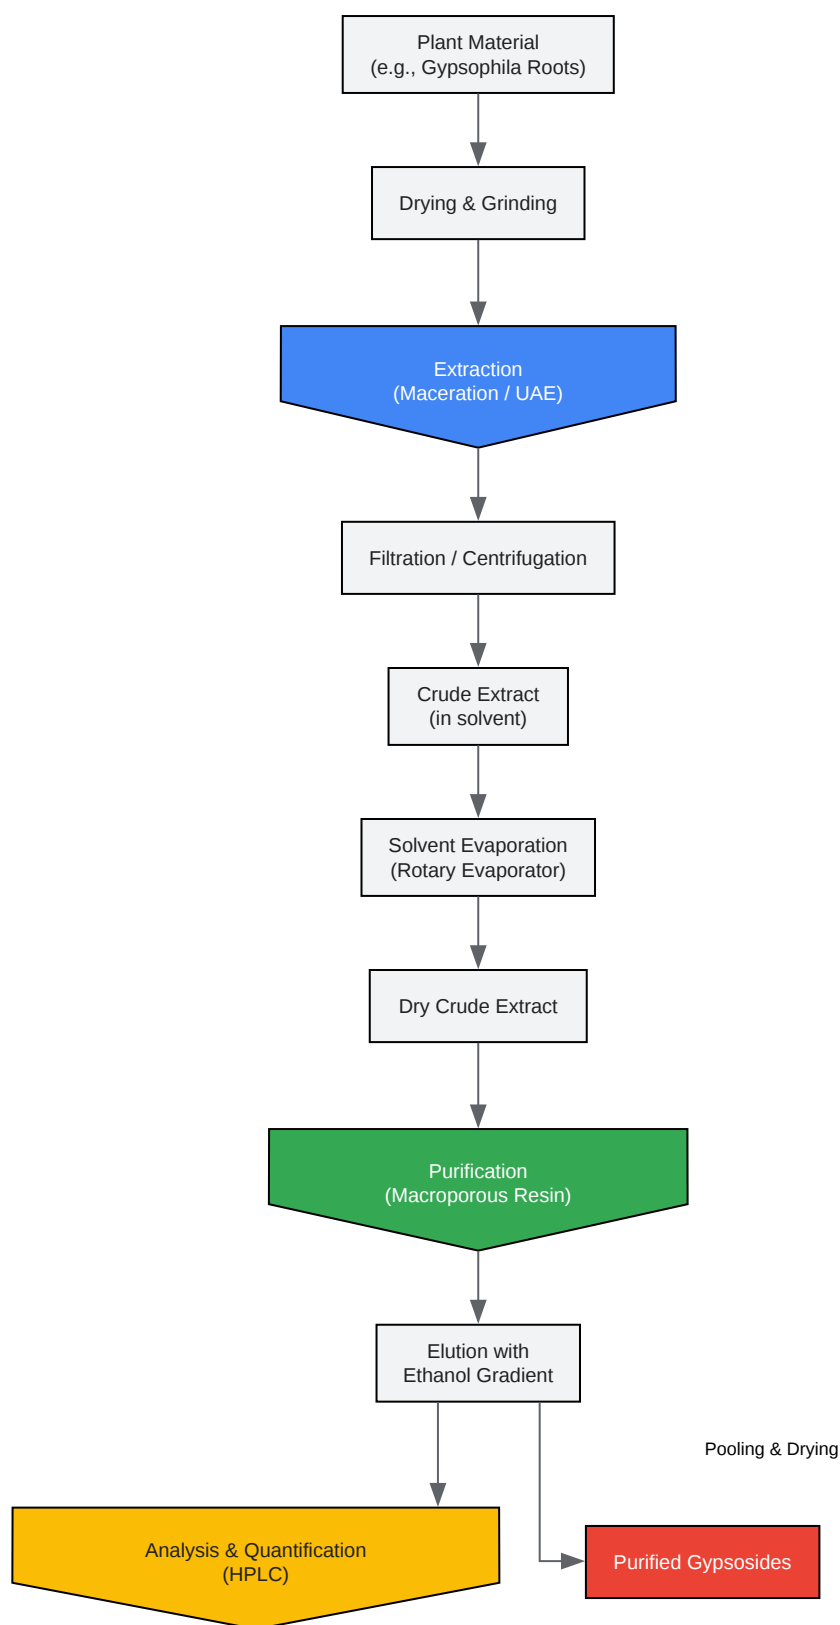 Plant Material
(e.g., Gypsophila Roots)
Drying & Grinding
Extraction
(Maceration / UAE)
Filtration / Centrifugation
Crude Extract
(in solvent)
Solvent Evaporation
(Rotary Evaporator)
Dry Crude Extract
Purification
(Macroporous Resin)
Elution with
Ethanol Gradient
Pooling & Drying
Analysis & Quantification
(HPLC)
Purified Gypsosides